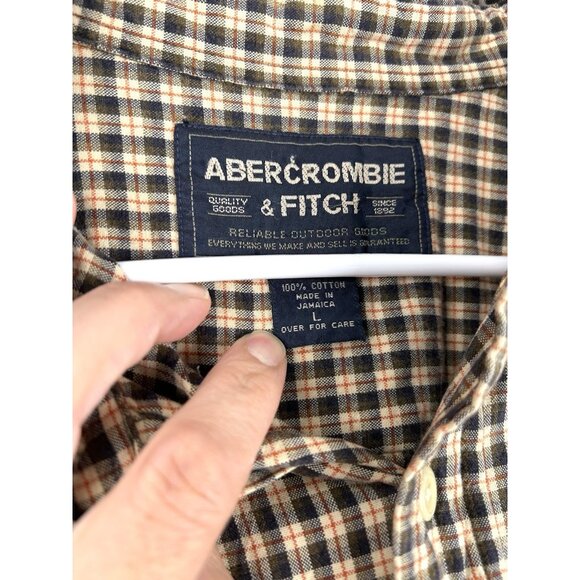 ABERCROMBIE
QUALITY GOODS & FITCH SINCE 1892
RELIABLE OUTDOOR GOODS
EVERYTHING WE MAKE AND SELL IS GUARANTEED
100% COTTON
MADE IN
JAMAICA
L
OVER FOR CARE